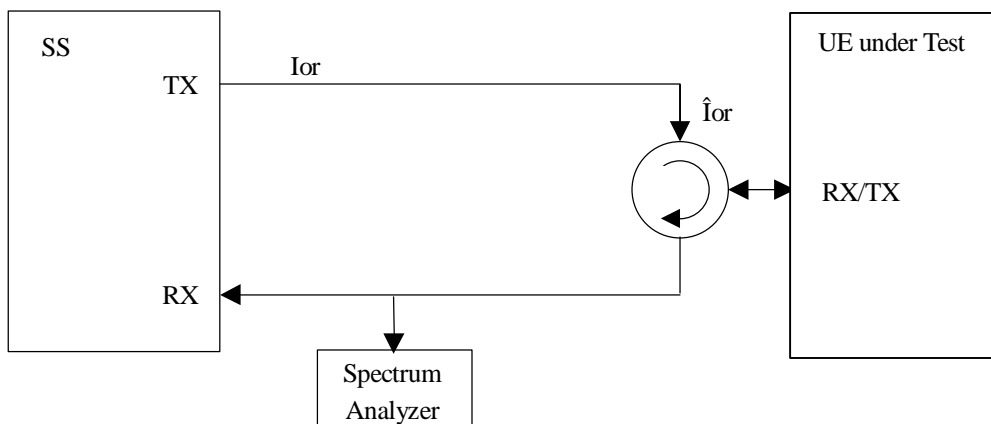 SS
UE under Test
TX
Ior
Îor
RX/TX
RX
Spectrum
Analyzer